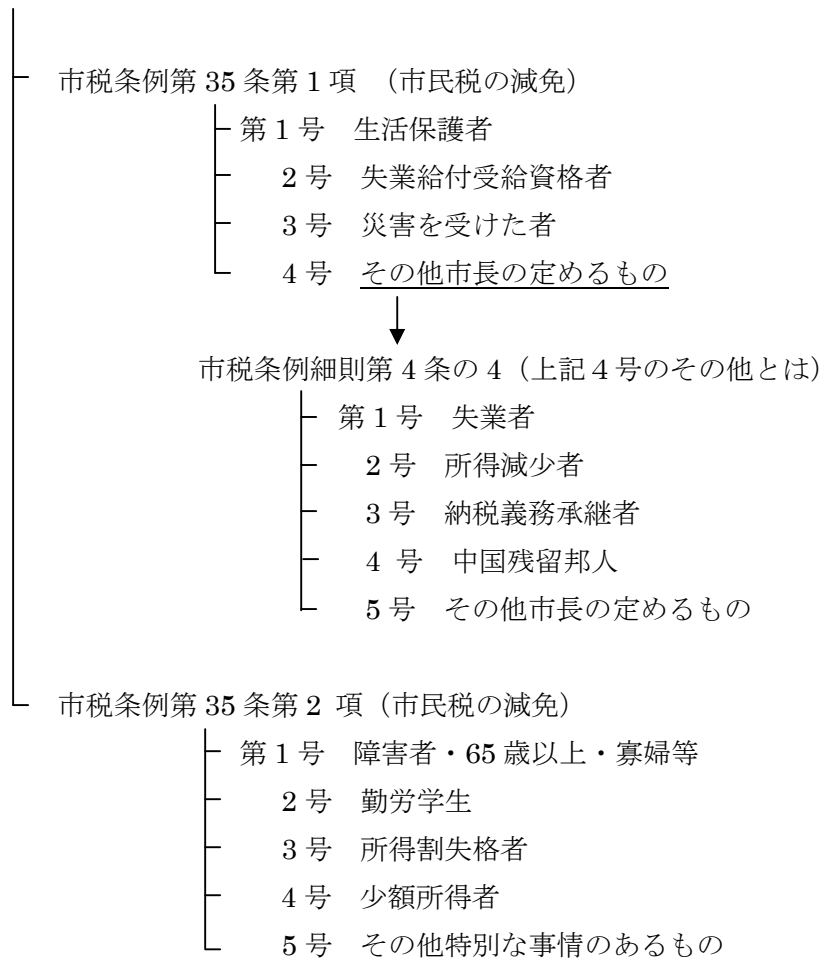 市税条例第 35 条第 1 項 （市民税の減免）
第 1 号 生活保護者
2 号 失業給付受給資格者
3 号 災害を受けた者
4 号 その他市長の定めるもの
市税条例細則第 4 条の 4（上記 4 号のその他とは）
第 1 号 失業者
2 号 所得減少者
3 号 納税義務承継者
4 号 中国残留邦人
5 号 その他市長の定めるもの
市税条例第 35 条第 2 項（市民税の減免）
第 1 号 障害者・65 歳以上・寡婦等
2 号 勤労学生
3 号 所得割失格者
4 号 少額所得者
5 号 その他特別な事情のあるもの